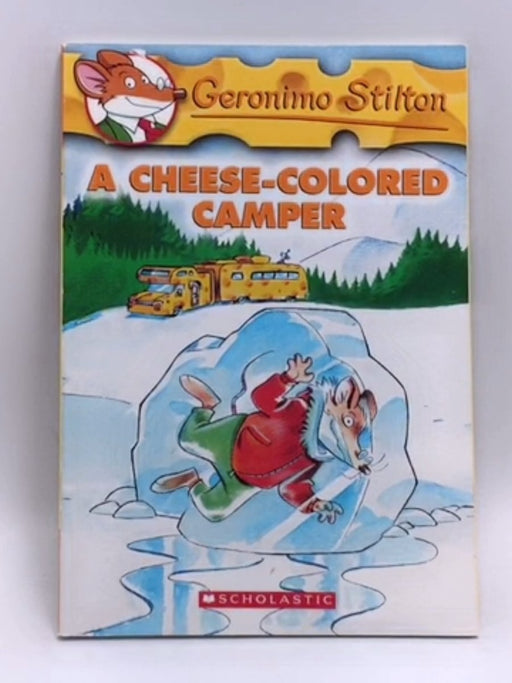 Geronimo Stilton
A CHEESE-COLORED
CAMPER
SCHOLASTIC